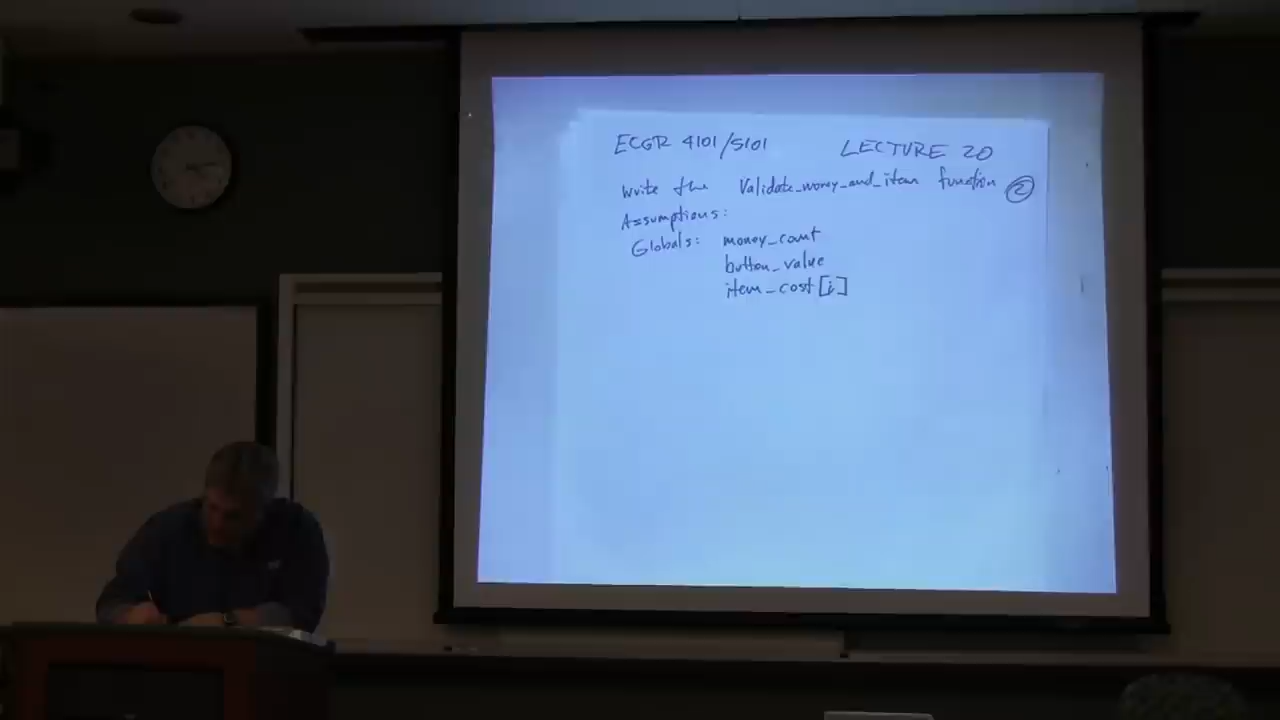 ECGR 4101/5101 LECTURE 20
Write the Validate_money_and_item function 2
Assumptions:
Globals: money_count
button_value
item_cost[i]